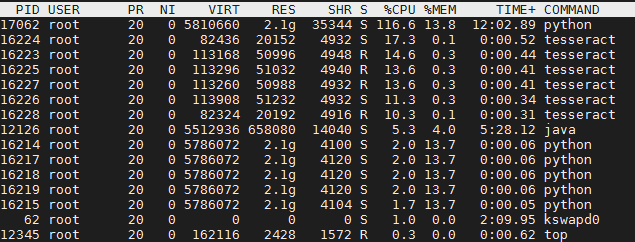 PID USER PR NI VIRT RES SHR S %CPU %MEM TIME+ COMMAND
17062 root 20 0 5810660 2.1g 35344 S 116.6 13.8 12:02.89 python
16224 root 20 0 82436 20152 4932 S 17.3 0.1 0:00.52 tesseract
16223 root 20 0 113168 50996 4948 R 14.6 0.3 0:00.44 tesseract
16225 root 20 0 113296 51032 4940 R 13.6 0.3 0:00.41 tesseract
16227 root 20 0 113260 50988 4932 R 13.6 0.3 0:00.41 tesseract
16226 root 20 0 113908 51232 4932 S 11.3 0.3 0:00.34 tesseract
16228 root 20 0 82324 20192 4916 R 10.3 0.1 0:00.31 tesseract
12126 root 20 0 5512936 658080 14040 S 5.3 4.0 5:28.12 java
16214 root 20 0 5786072 2.1g 4100 S 2.0 13.7 0:00.06 python
16217 root 20 0 5786072 2.1g 4120 S 2.0 13.7 0:00.06 python
16218 root 20 0 5786072 2.1g 4120 S 2.0 13.7 0:00.06 python
16219 root 20 0 5786072 2.1g 4120 S 2.0 13.7 0:00.06 python
16215 root 20 0 5786072 2.1g 4104 S 1.7 13.7 0:00.05 python
62 root 20 0 0 0 0 S 1.0 0.0 2:09.95 kswapd0
12345 root 20 0 162116 2428 1572 R 0.3 0.0 0:00.62 top